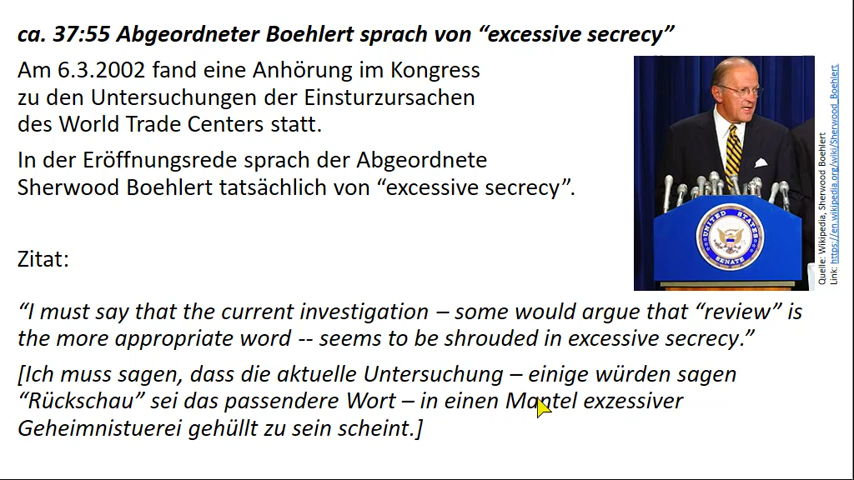 ca. 37:55 Abgeordneter Boehlert sprach von “excessive secrecy”
Am 6.3.2002 fand eine Anhörung im Kongress
zu den Untersuchungen der Einsturzursachen
des World Trade Centers statt.
In der Eröffnungsrede sprach der Abgeordnete
Sherwood Boehlert tatsächlich von “excessive secrecy”.
Zitat:
“I must say that the current investigation – some would argue that “review” is
the more appropriate word -- seems to be shrouded in excessive secrecy.”
[Ich muss sagen, dass die aktuelle Untersuchung – einige würden sagen
“Rückschau” sei das passendere Wort – in einen Mantel exzessiver
Geheimnistuerei gehüllt zu sein scheint.]
UNITED STATES
SENATE
Quelle: Wikipedia, Sherwood Boehlert
Link: https://en.wikipedia.org/wiki/Sherwood_Boehlert